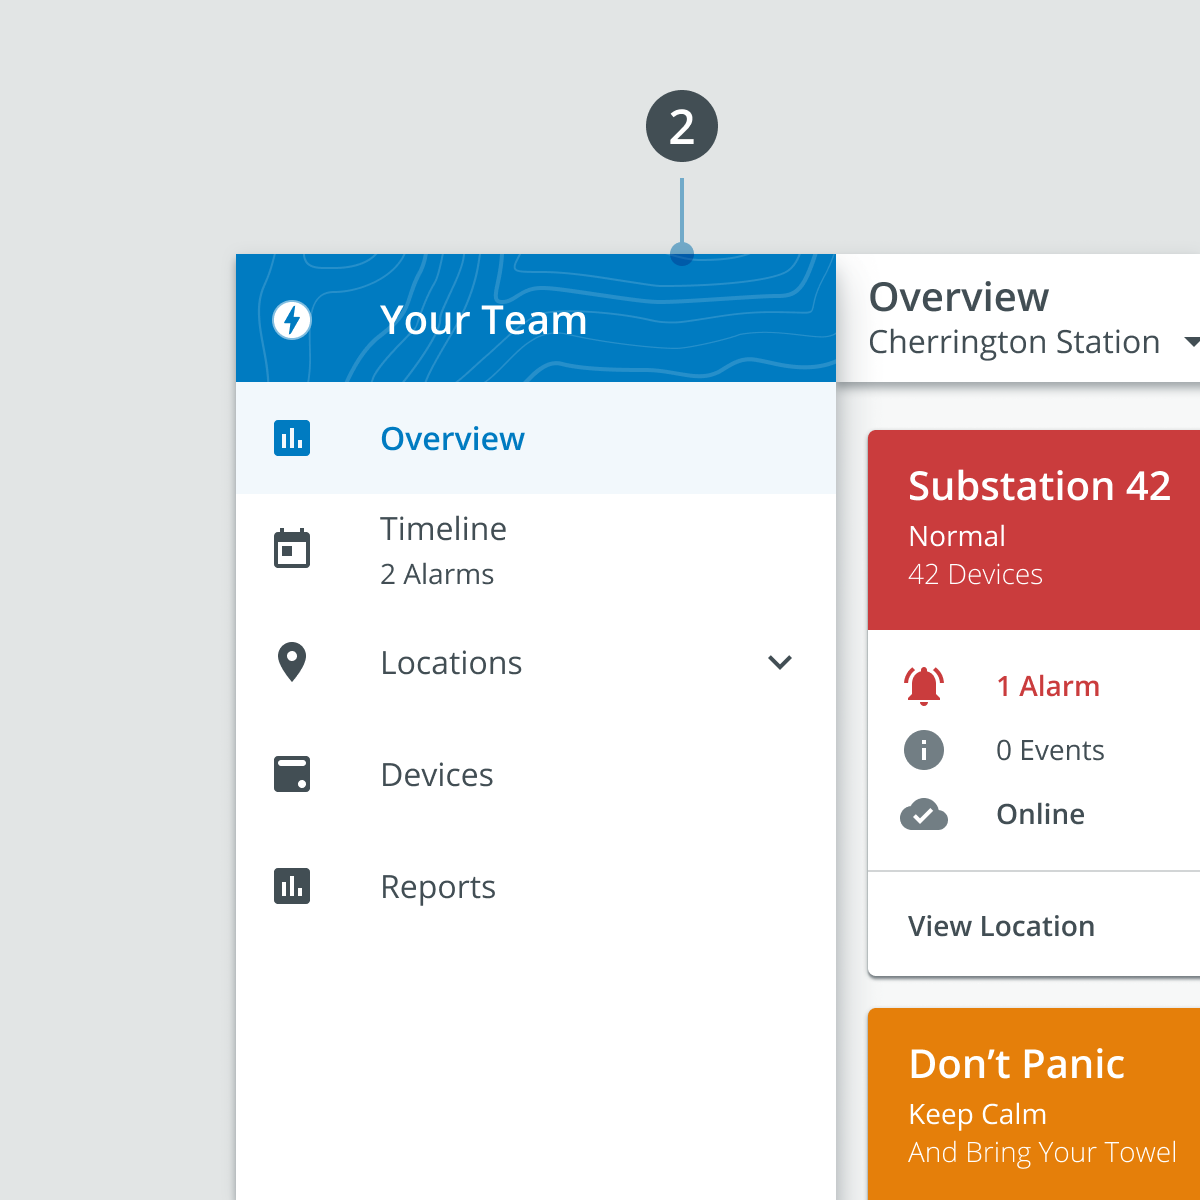 2
Your Team
Overview
Timeline
2 Alarms
Locations
Devices
Reports
Overview
Cherrington Station
Substation 42
Normal
42 Devices
1 Alarm
0 Events
Online
View Location
Don’t Panic
Keep Calm
And Bring Your Towel